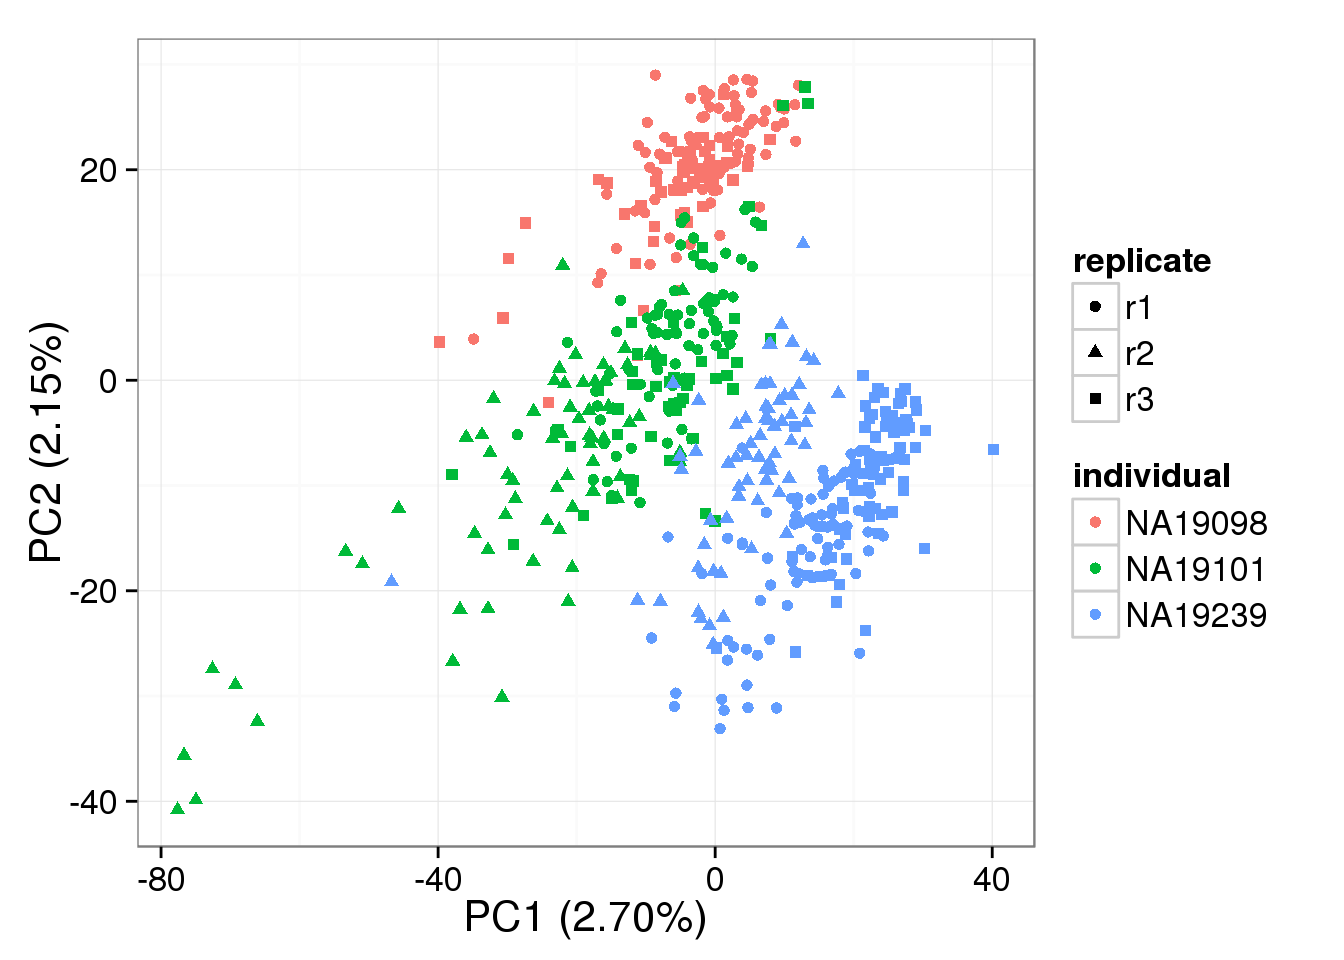 20
0
-20
-40
-80
-40
0
40
PC1 (2.70%)
PC2 (2.15%)
replicate
r1
r2
r3
individual
NA19098
NA19101
NA19239